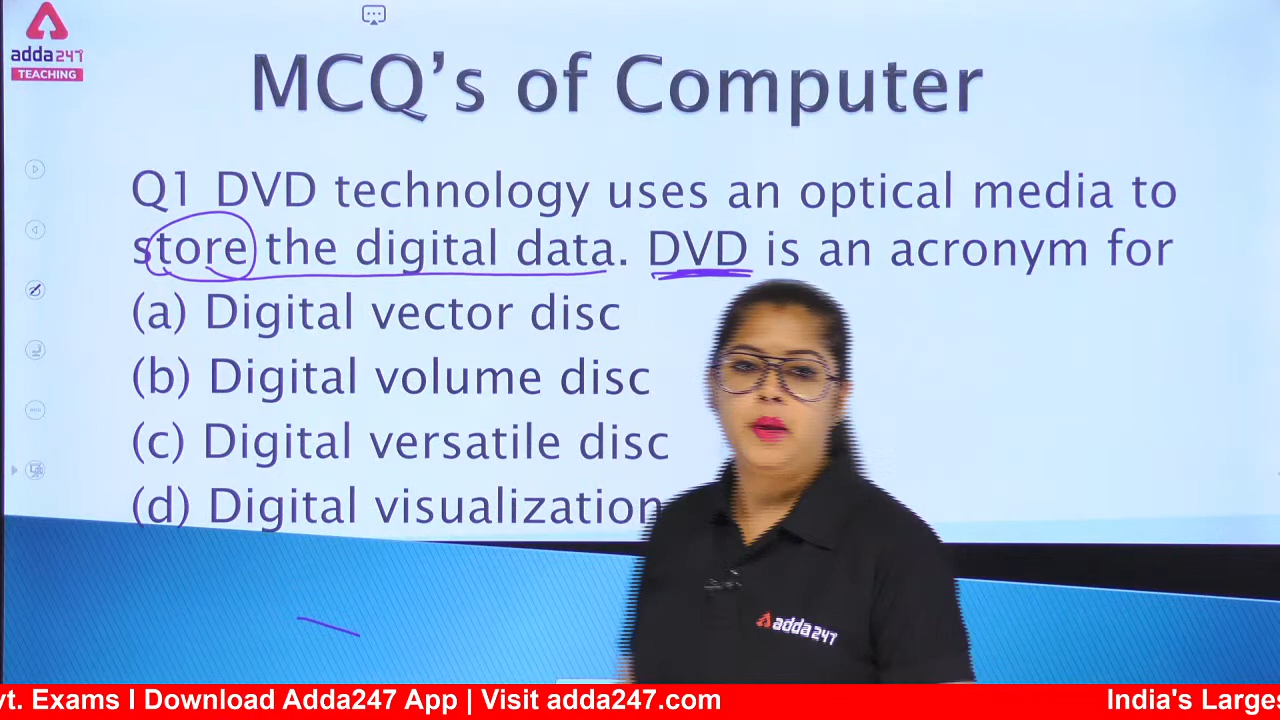 adda247
TEACHING
MCQ's of Computer
Q1 DVD technology uses an optical media to
store the digital data. DVD is an acronym for
(a) Digital vector disc
(b) Digital volume disc
(c) Digital versatile disc
(d) Digital visualization
adda247
vt. Exams I Download Adda247 App | Visit adda247.com
India's Larges